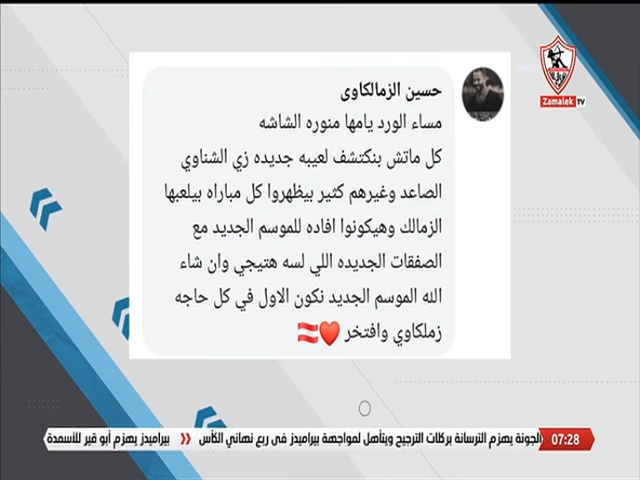 Zamalek TV
حسين الزمالكاوى
مساء الورد يامها منوره الشاشه
كل ماتش بنكتشف لعيبه جديده زي الشناوي
الصاعد وغيرهم كثير بيظهروا كل مباراه بيلعبها
الزمالك وهيكونوا افاده للموسم الجديد مع
الصفقات الجديده اللي لسه هتيجي وان شاء
الله الموسم الجديد نكون الاول في كل حاجه
زملكاوي وافتخر ❤️🇦🇹
07:28
الجونة يهزم الترسانة بركلات الترجيح ويتأهل لمواجهة بيراميدز فى ربع نهائي الكأس « بيراميدز يهزم أبو قير للأسمدة